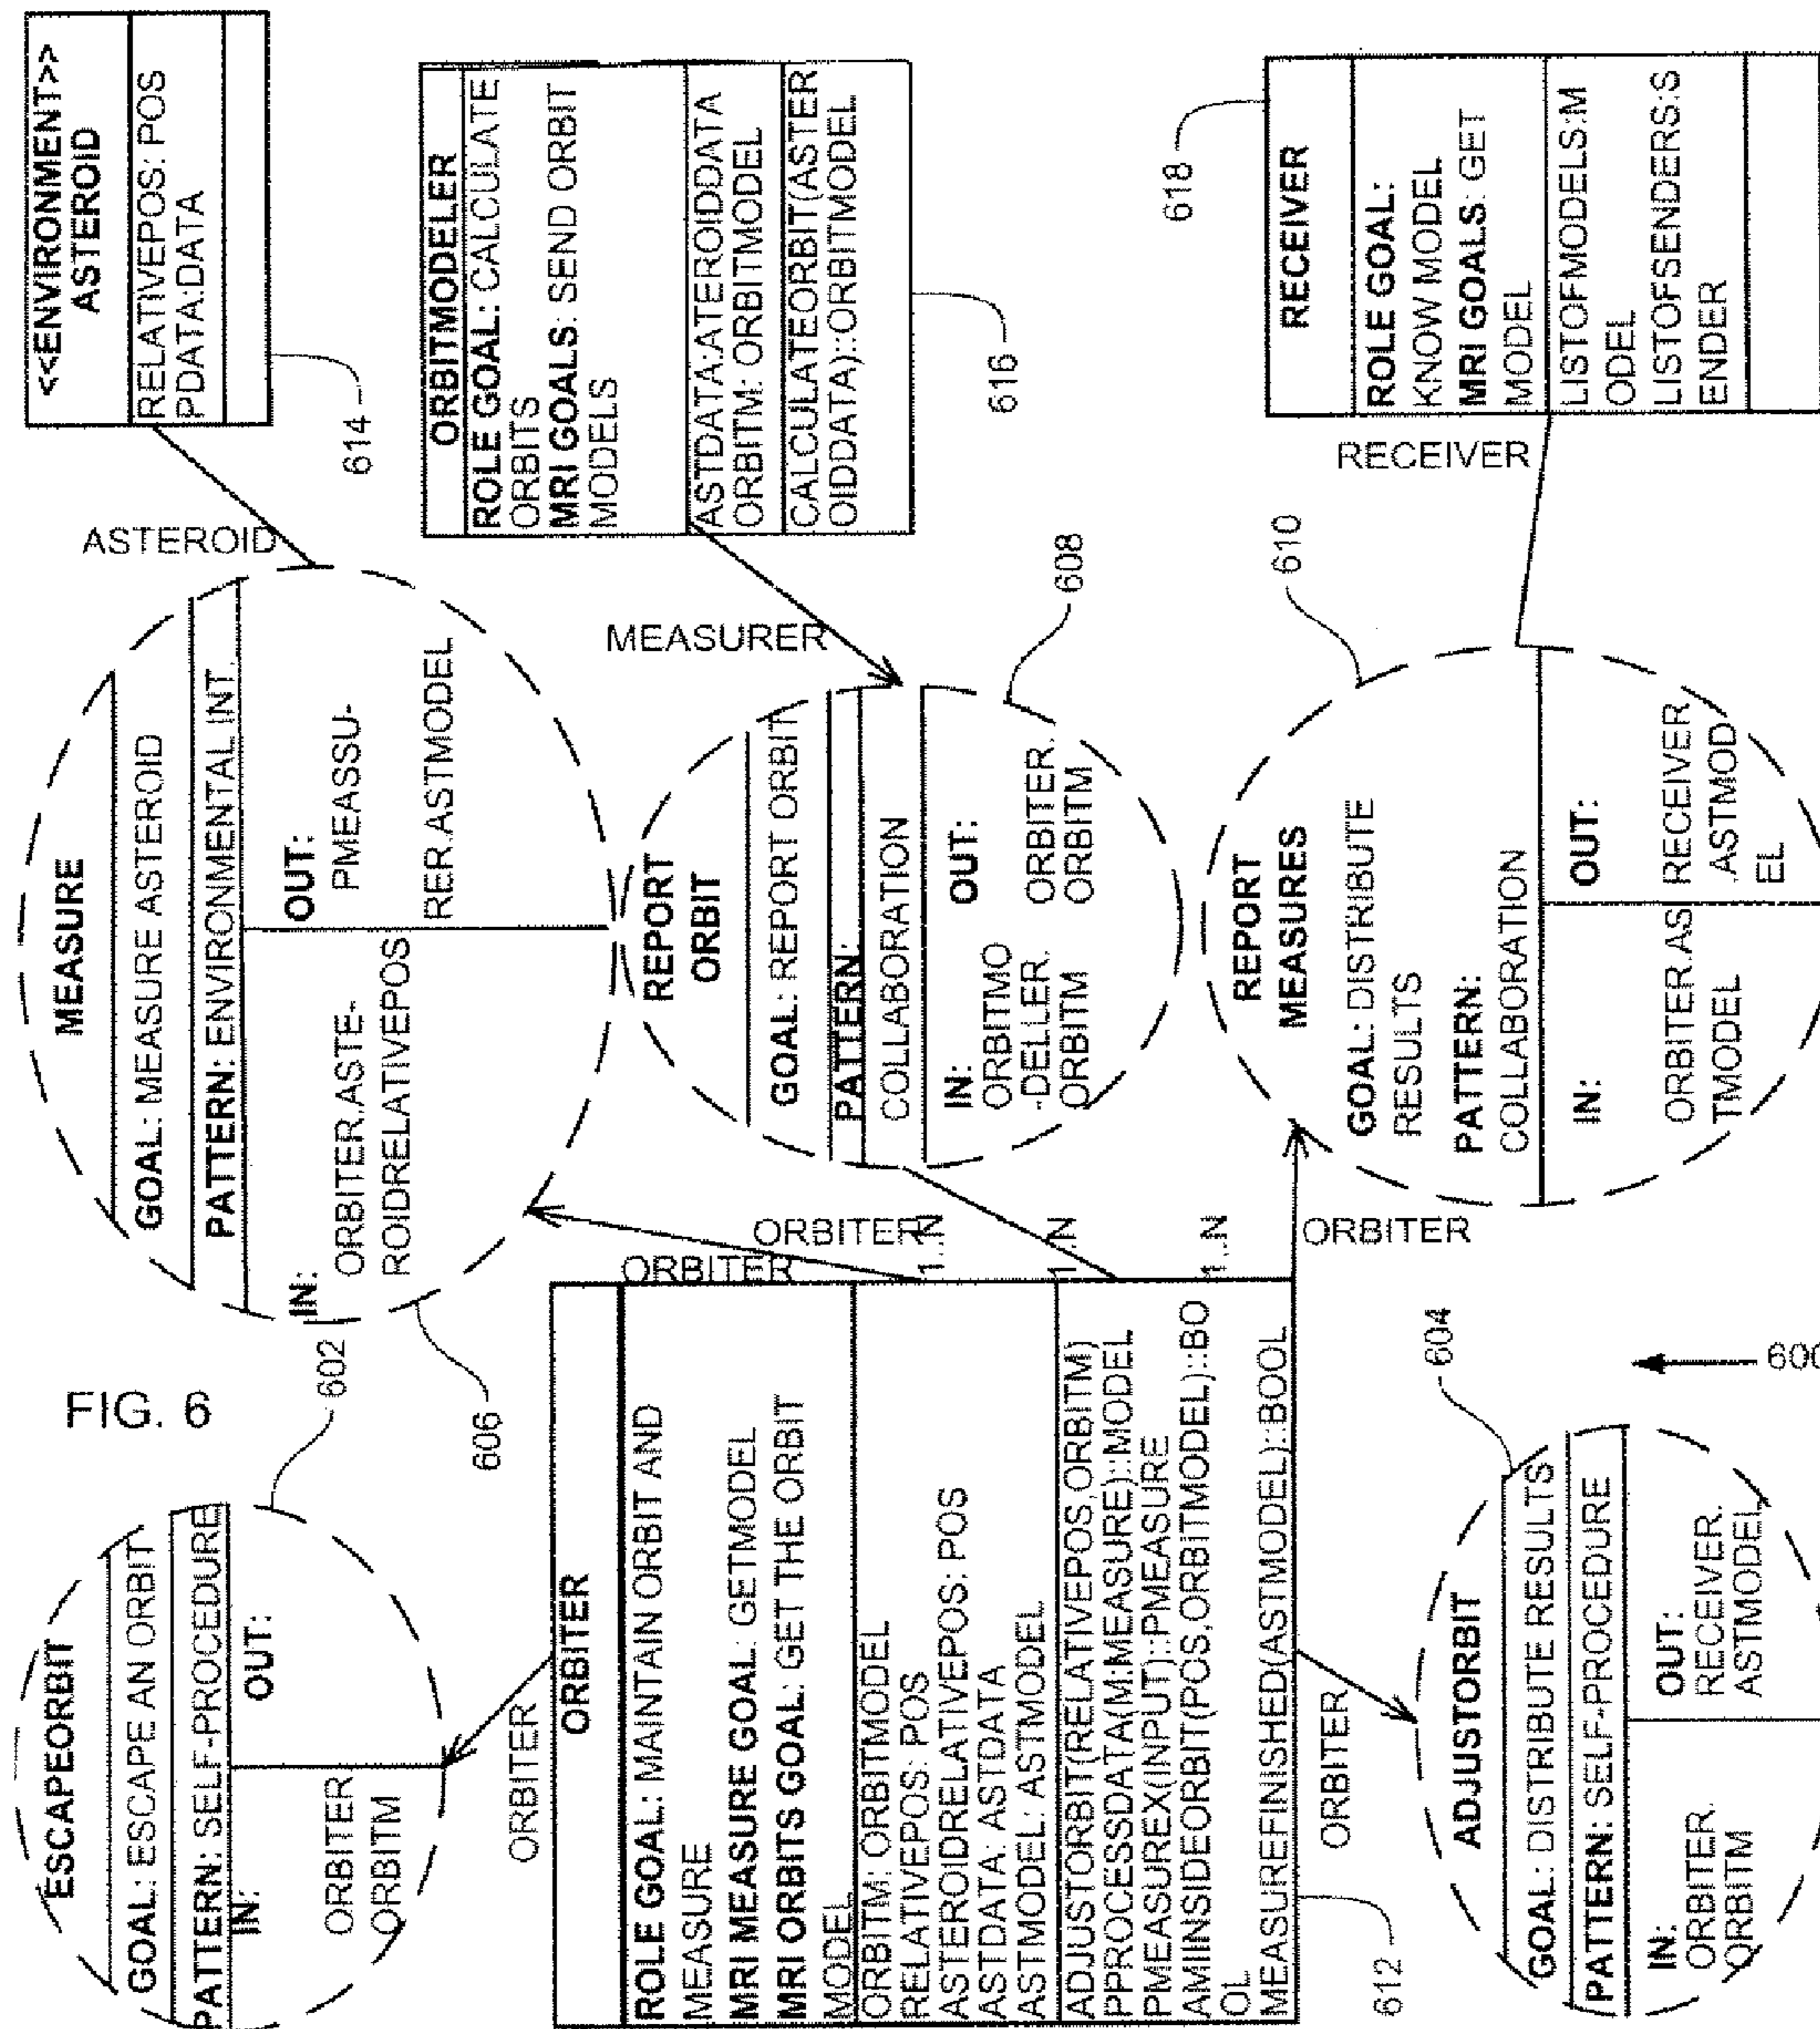 FIG. 6
ESCAPEORBIT
GOAL: ESCAPE AN ORBIT
PATTERN: SELF-PROCEDURE
IN:
ORBITER
ORBITM
OUT:
602
ORBITER
MEASURE
GOAL: MEASURE ASTEROID
PATTERN: ENVIRONMENTAL.INT.
IN:
ORBITER.ASTE-
ROIDRELATIVEPOS
OUT:
PMEASSU-
RER.ASTMODEL
606
ASTEROID
<<ENVIRONMENT>>
ASTEROID
RELATIVEPOS: POS
PDATA:DATA
614
ORBITER
ROLE GOAL: MAINTAIN ORBIT AND
MEASURE
MRI MEASURE GOAL: GETMODEL
MRI ORBITS GOAL: GET THE ORBIT
MODEL
ORBITM: ORBITMODEL
RELATIVEPOS: POS
ASTEROIDRELATIVEPOS: POS
ASTDATA: ASTDATA
ASTMODEL: ASTMODEL
ADJUSTORBIT(RELATIVEPOS,ORBITM)
PPROCESSDATA(M:MEASURE)::MODEL
PMEASUREX(INPUT)::PMEASURE
AMIINSIDEORBIT(POS,ORBITMODEL)::BO
OL
MEASUREFINISHED(ASTMODEL)::BOOL
612
ORBITER
1..N
ORBITER
1..N
1..N
ORBITER
REPORT
ORBIT
GOAL: REPORT ORBIT
PATTERN:
COLLABORATION
IN:
ORBITMO
-DELLER.
ORBITM
OUT:
ORBITER.
ORBITM
608
MEASURER
ORBITMODELER
ROLE GOAL: CALCULATE
ORBITS
MRI GOALS: SEND ORBIT
MODELS
ASTDATA:ATEROIDDATA
ORBITM: ORBITMODEL
CALCULATEORBIT(ASTER
OIDDATA)::ORBITMODEL
616
ORBITER
ADJUSTORBIT
GOAL: DISTRIBUTE RESULTS
PATTERN: SELF-PROCEDURE
IN:
ORBITER.
ORBITM
OUT:
RECEIVER.
ASTMODEL
604
600
REPORT
MEASURES
GOAL: DISTRIBUTE
RESULTS
PATTERN:
COLLABORATION
IN:
ORBITER.AS
TMODEL
OUT:
RECEIVER
.ASTMOD
EL
610
RECEIVER
RECEIVER
ROLE GOAL:
KNOW MODEL
MRI GOALS: GET
MODEL
LISTOFMODELS:M
ODEL
LISTOFSENDERS:S
ENDER
618